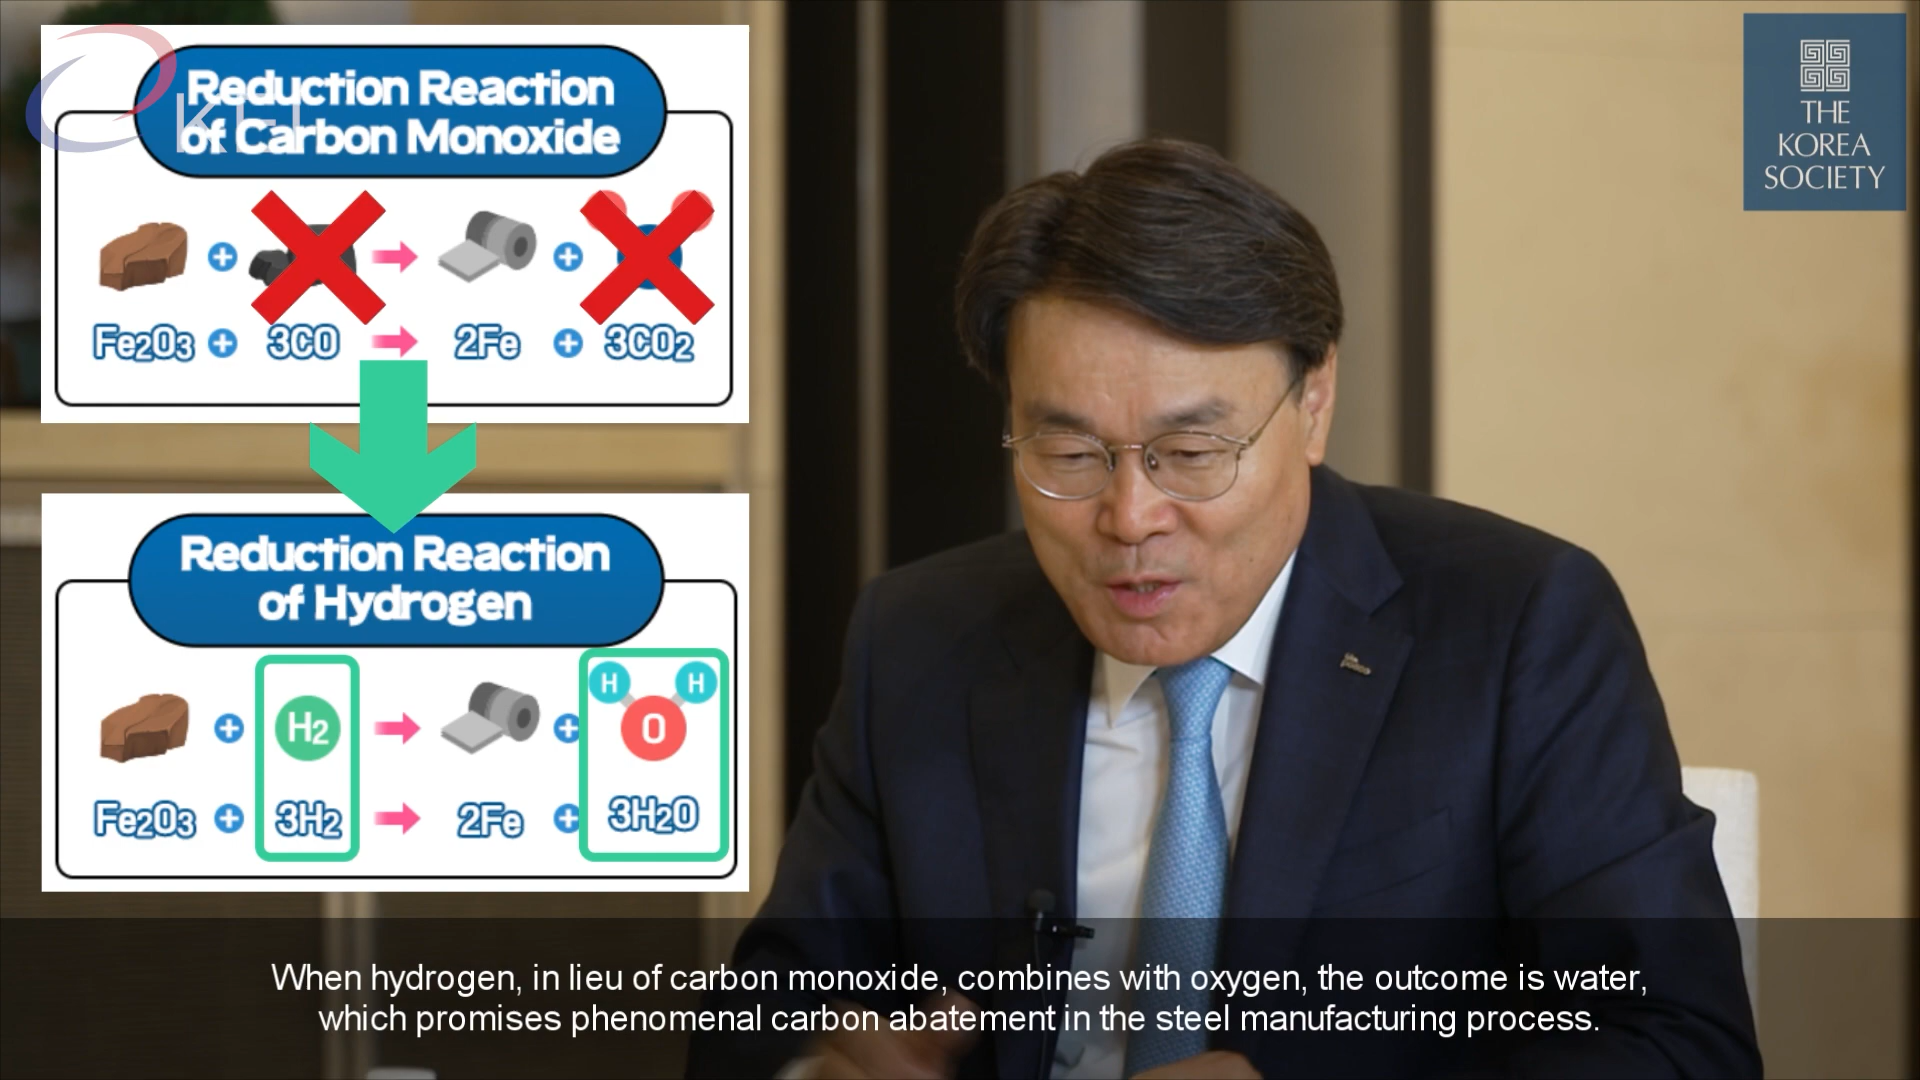 Reduction Reaction
of Carbon Monoxide
Fe2O3 + 3CO → 2Fe + 3CO2
Reduction Reaction
of Hydrogen
H2
H H
O
Fe2O3 + 3H2 → 2Fe + 3H2O
THE
KOREA
SOCIETY
posco
When hydrogen, in lieu of carbon monoxide, combines with oxygen, the outcome is water,
which promises phenomenal carbon abatement in the steel manufacturing process.